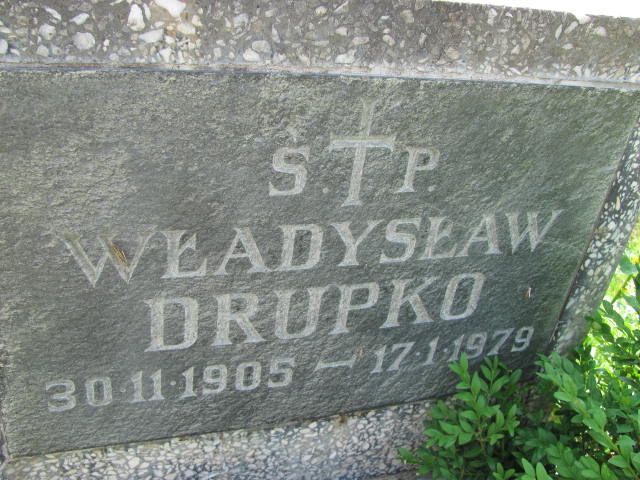 Ś.P.
WŁADYSŁAW
DRUPKO
30·11·1905 — 17·1·1979